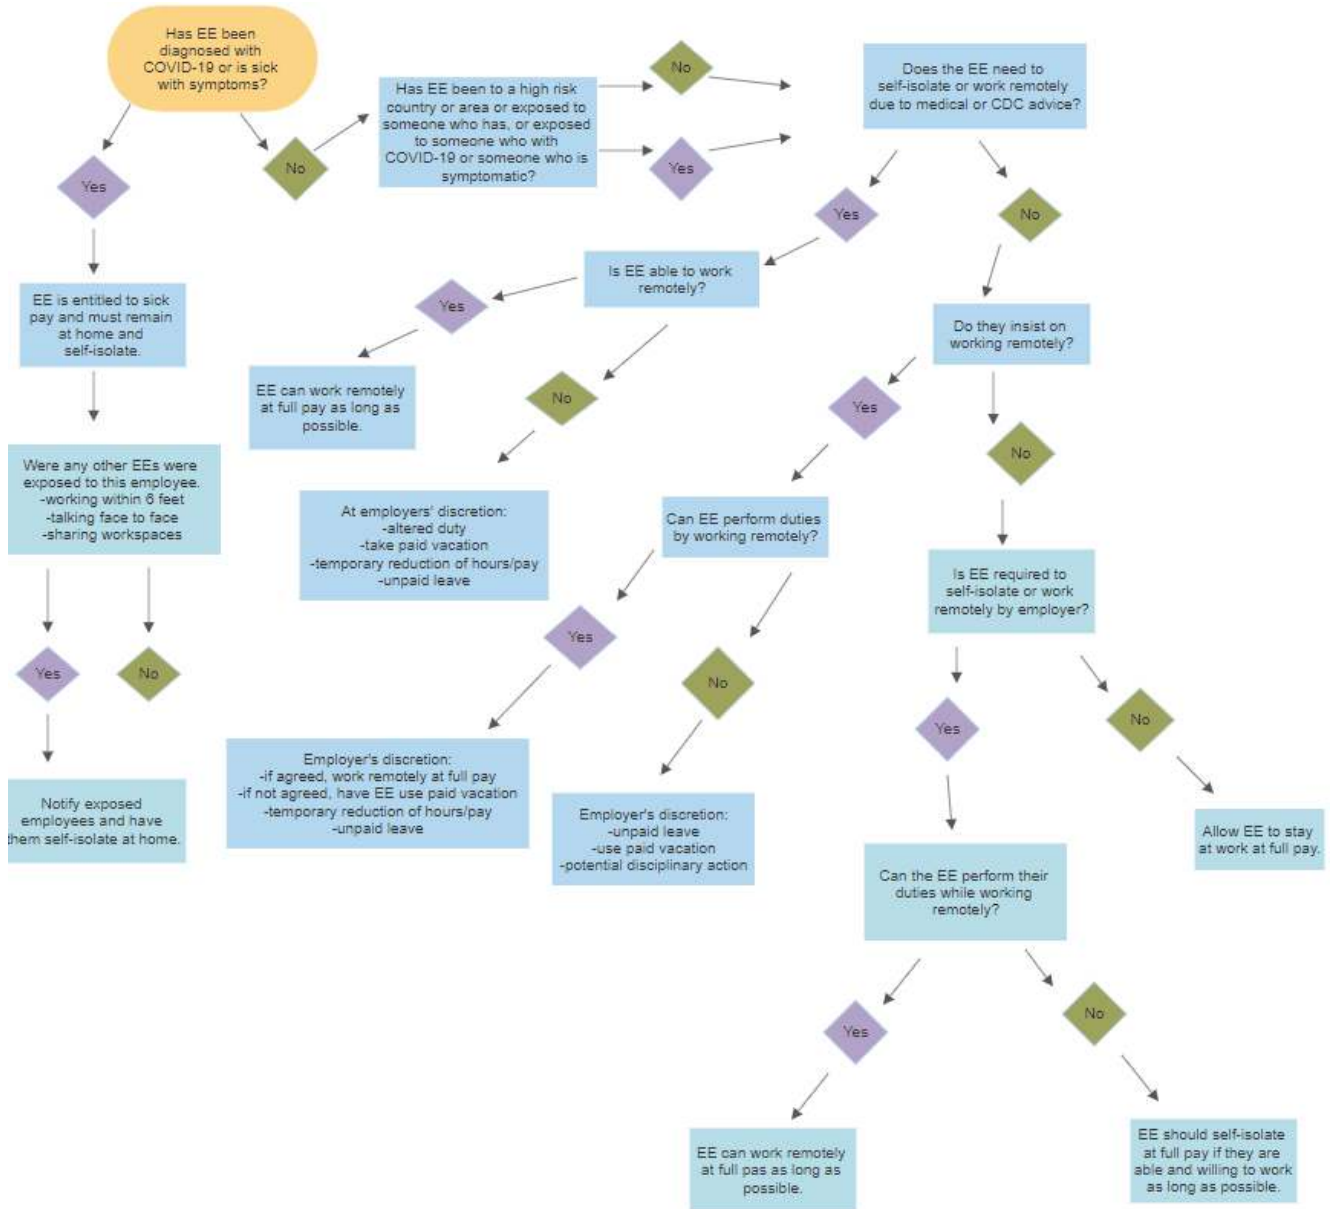 Has EE been
diagnosed with
COVID-19 or is sick
with symptoms?
Yes
No
EE is entitled to sick
pay and must remain
at home and
self-isolate.
Were any other EEs were
exposed to this employee.
-working within 6 feet
-talking face to face
-sharing workspaces
Yes
No
Notify exposed
employees and have
them self-isolate at home.
Has EE been to a high risk
country or area or exposed to
someone who has, or exposed
to someone who with
COVID-19 or someone who is
symptomatic?
No
Yes
Does the EE need to
self-isolate or work remotely
due to medical or CDC advice?
Yes
No
Is EE able to work
remotely?
Yes
EE can work remotely
at full pay as long as
possible.
No
At employers' discretion:
-altered duty
-take paid vacation
-temporary reduction of hours/pay
-unpaid leave
Do they insist on
working remotely?
Yes
No
Can EE perform duties
by working remotely?
Yes
Employer's discretion:
-if agreed, work remotely at full pay
-if not agreed, have EE use paid vacation
-temporary reduction of hours/pay
-unpaid leave
No
Employer's discretion:
-unpaid leave
-use paid vacation
-potential disciplinary action
Is EE required to
self-isolate or work
remotely by employer?
Yes
No
Allow EE to stay
at work at full pay.
Can the EE perform their
duties while working
remotely?
Yes
No
EE can work remotely
at full pas as long as
possible.
EE should self-isolate
at full pay if they are
able and willing to work
as long as possible.